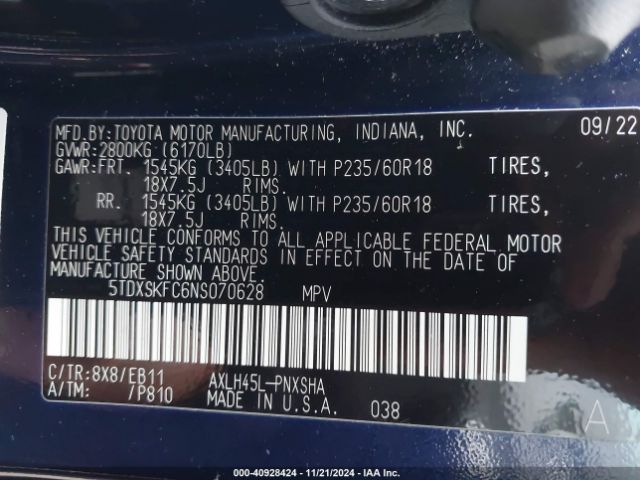 MFD.BY:TOYOTA MOTOR MANUFACTURING, INDIANA, INC. 09/22
GVWR:2800KG (6170LB)
GAWR:FRT. 1545KG (3405LB) WITH P235/60R18 TIRES,
18X7.5J RIMS.
RR. 1545KG (3405LB) WITH P235/60R18 TIRES,
18X7.5J RIMS.
THIS VEHICLE CONFORMS TO ALL APPLICABLE FEDERAL MOTOR
VEHICLE SAFETY STANDARDS IN EFFECT ON THE DATE OF
MANUFACTURE SHOWN ABOVE.
5TDXSKFC6NS070628 MPV
C/TR:8X8/EB11 AXLH45L-PNXSHA
A/TM: /P810 MADE IN U.S.A. 038 A
000-40928424 - 11/21/2024 - IAA Inc.